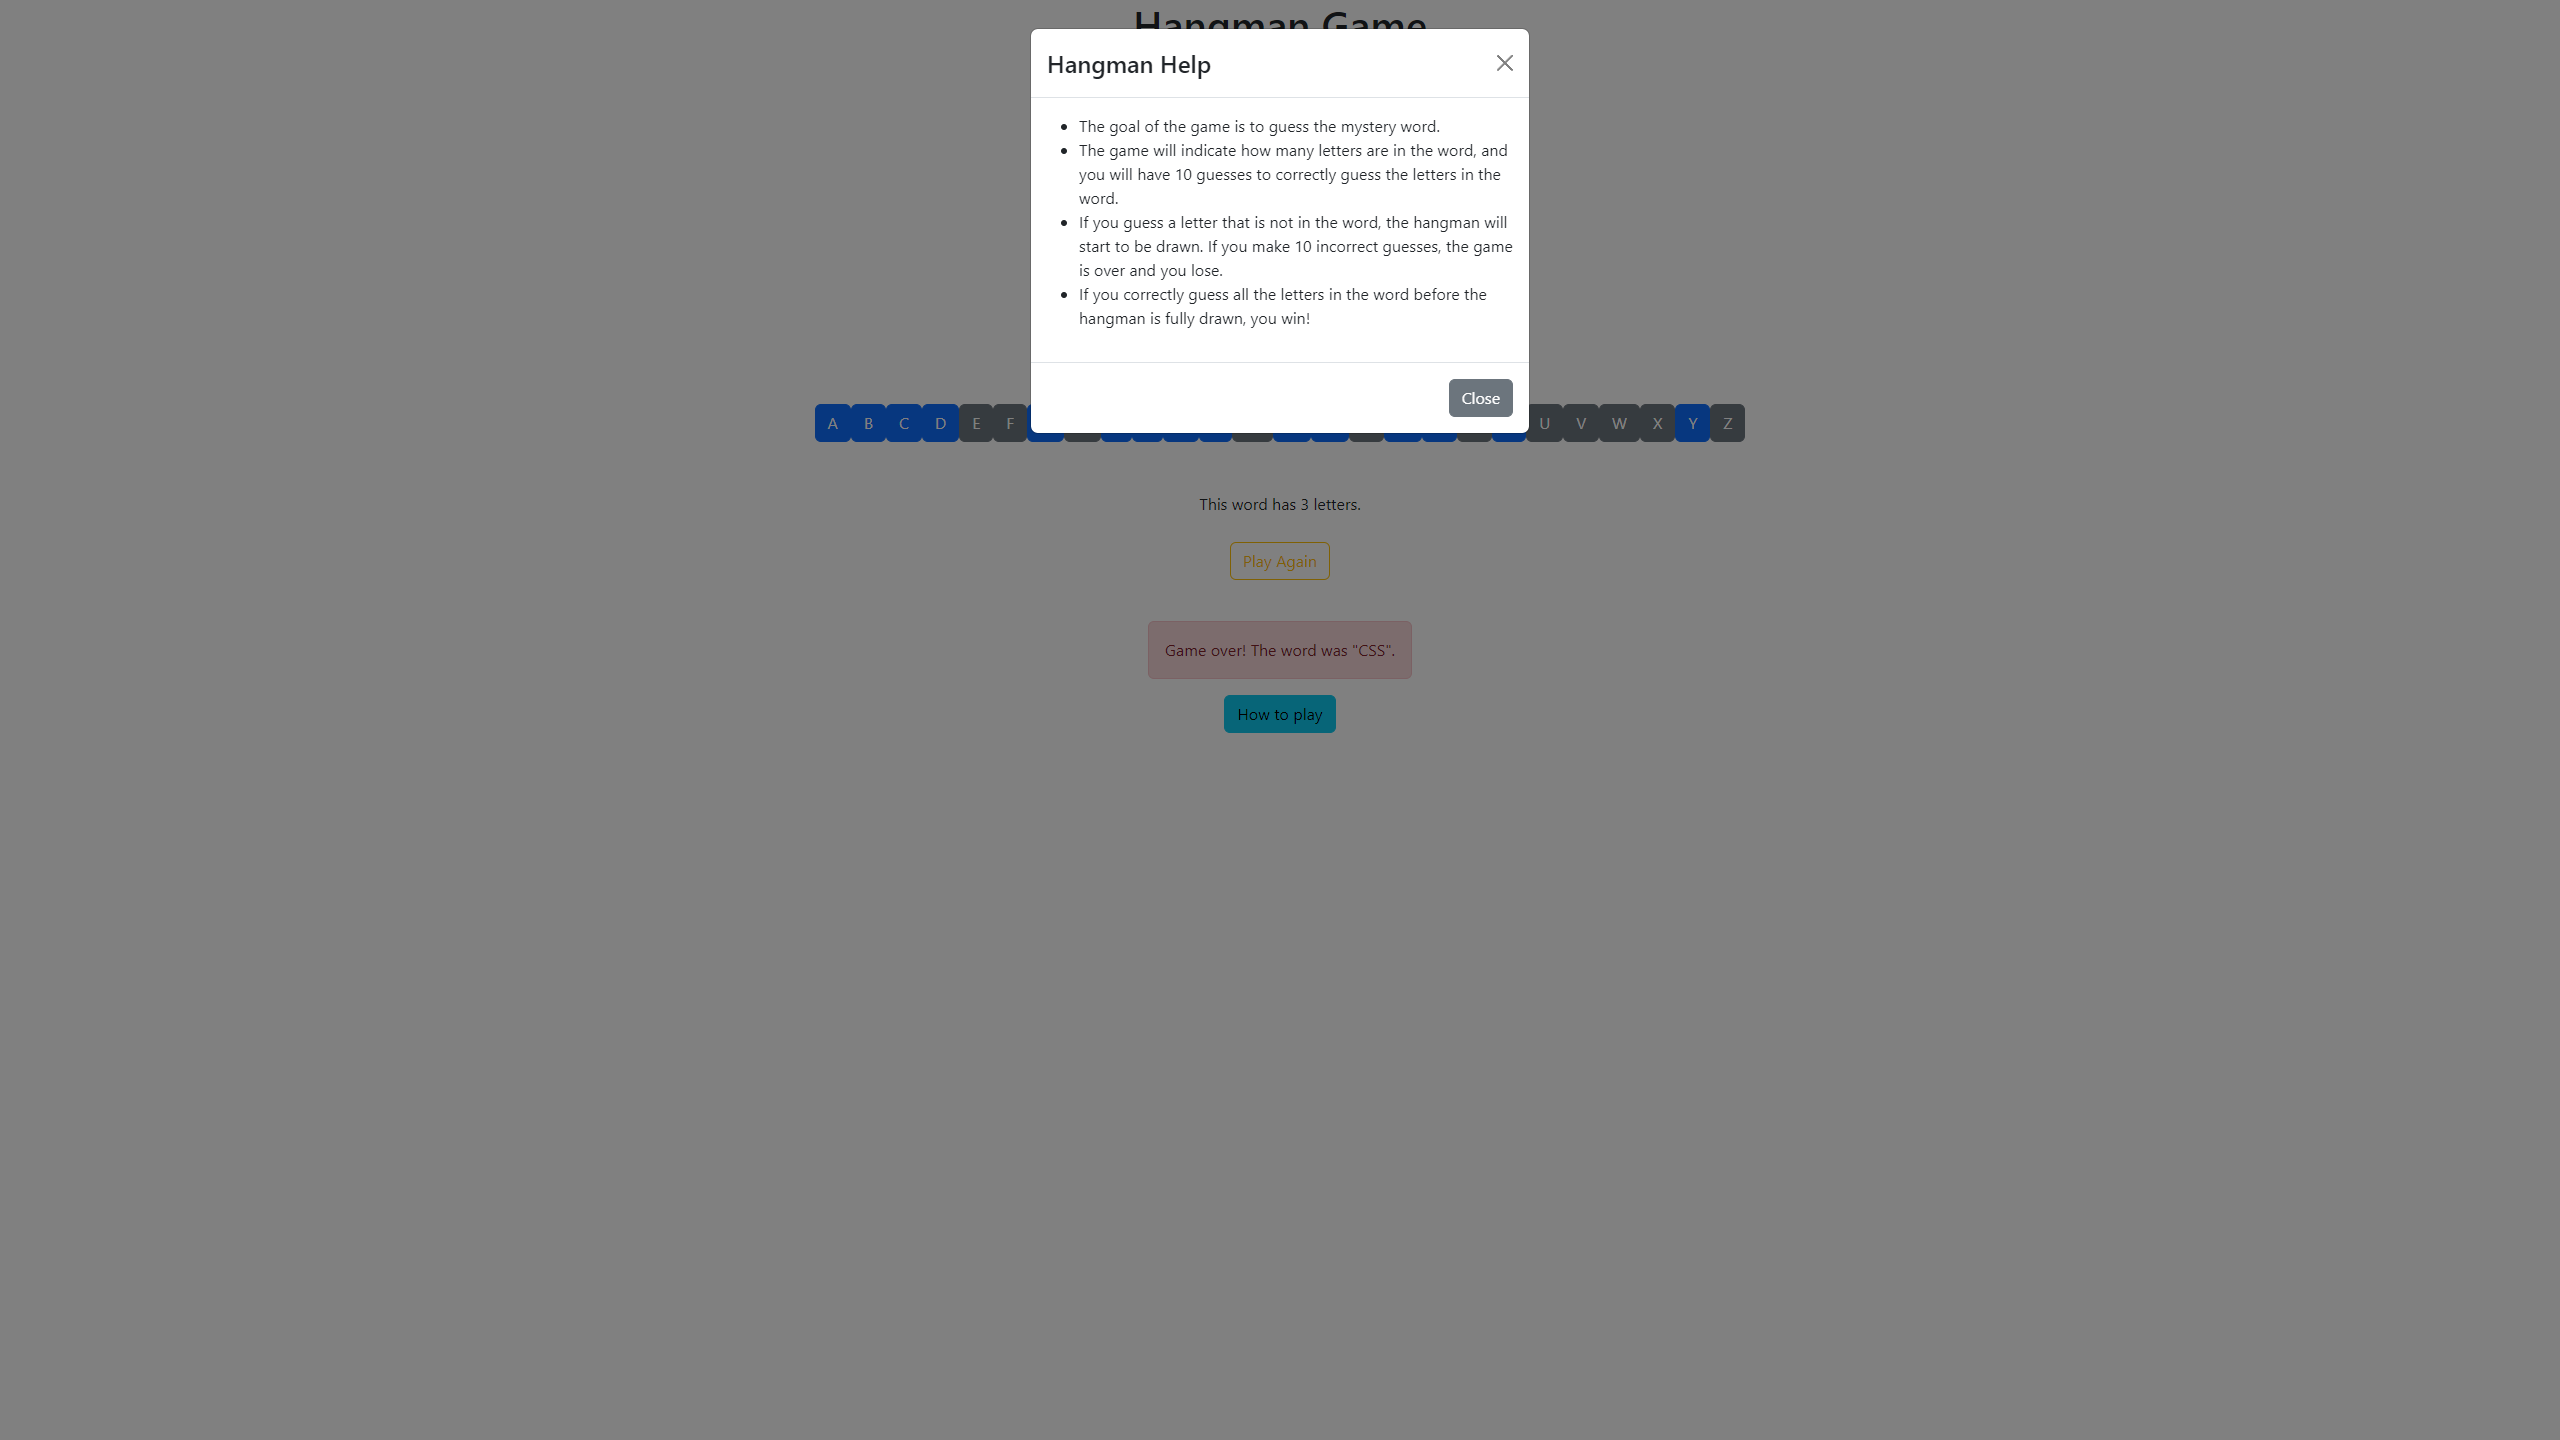 Hangman Game
Hangman Help
The goal of the game is to guess the mystery word.
The game will indicate how many letters are in the word, and
you will have 10 guesses to correctly guess the letters in the
word.
If you guess a letter that is not in the word, the hangman will
start to be drawn. If you make 10 incorrect guesses, the game
is over and you lose.
If you correctly guess all the letters in the word before the
hangman is fully drawn, you win!
Close
A B C D E F U V W X Y Z
This word has 3 letters.
Play Again
Game over! The word was "CSS".
How to play